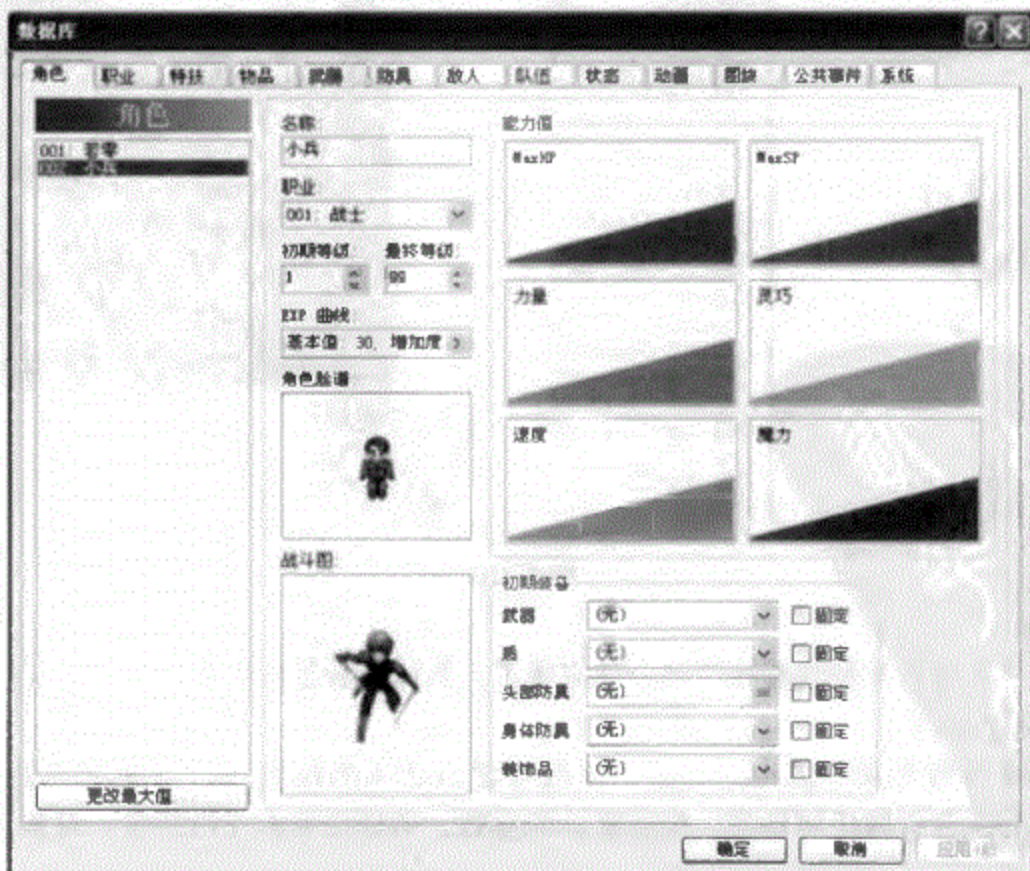 数据库
角色 职业 特技 物品 武器 防具 敌人 队伍 状态 动画 图块 公共事件 系统
角色
001:
002: 小兵
更改最大值
名称:
小兵
职业:
001: 战士
初期等级: 最终等级:
1 99
EXP 曲线:
基本值: 30, 增加度
角色脸谱:
战斗图:
能力值
MaxHP MaxSP
力量 灵巧
速度 魔力
初期装备
武器 (无) 固定
盾 (无) 固定
头部防具 (无) 固定
身体防具 (无) 固定
装饰品 (无) 固定
确定 取消 应用